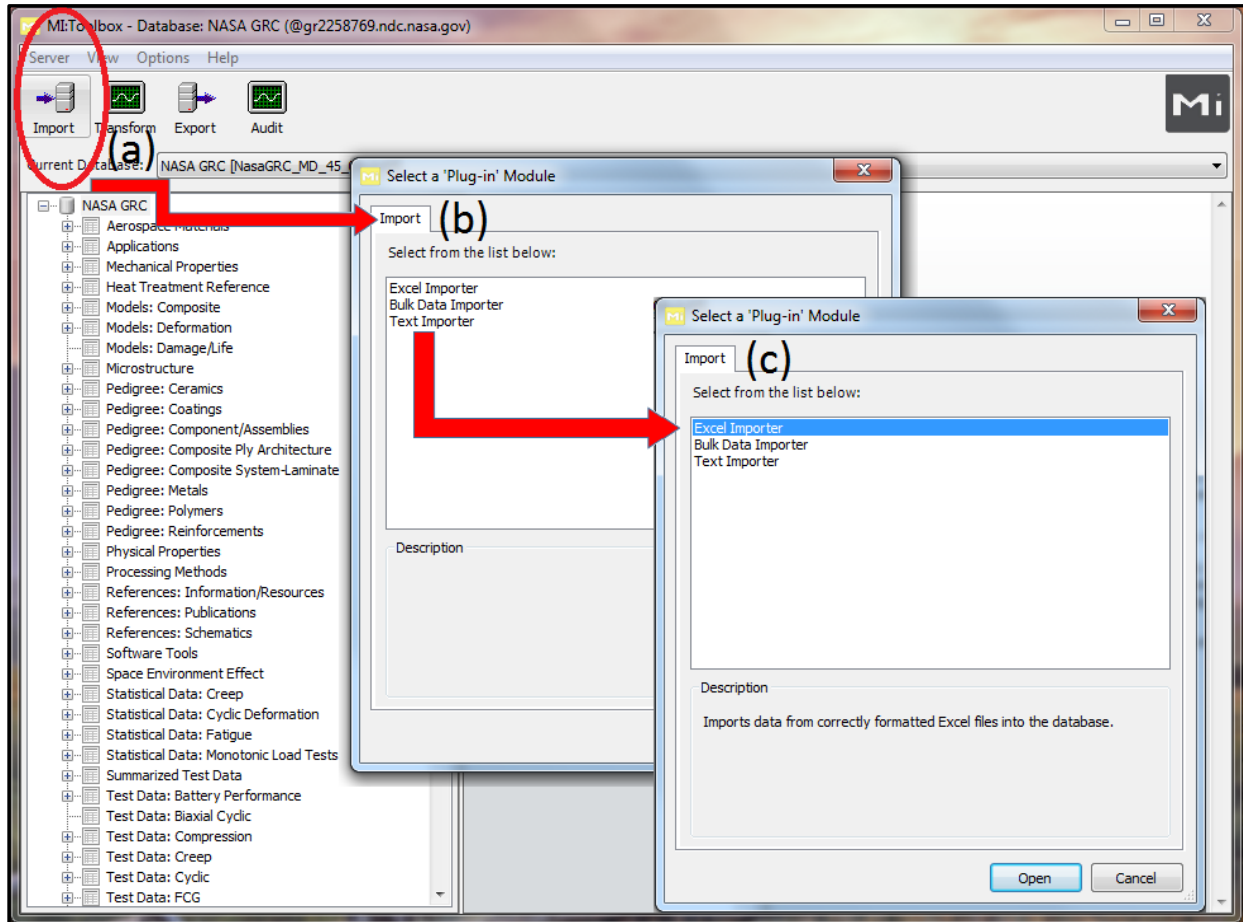 MI:Toolbox - Database: NASA GRC (@gr2258769.ndc.nasa.gov)
Server View Options Help
Mi
Import Transform Export Audit
(a)
Current Database: NASA GRC [NasaGRC_MD_45_
NASA GRC
Aerospace Materials
Applications
Mechanical Properties
Heat Treatment Reference
Models: Composite
Models: Deformation
Models: Damage/Life
Microstructure
Pedigree: Ceramics
Pedigree: Coatings
Pedigree: Component/Assemblies
Pedigree: Composite Ply Architecture
Pedigree: Composite System-Laminate
Pedigree: Metals
Pedigree: Polymers
Pedigree: Reinforcements
Physical Properties
Processing Methods
References: Information/Resources
References: Publications
References: Schematics
Software Tools
Space Environment Effect
Statistical Data: Creep
Statistical Data: Cyclic Deformation
Statistical Data: Fatigue
Statistical Data: Monotonic Load Tests
Summarized Test Data
Test Data: Battery Performance
Test Data: Biaxial Cyclic
Test Data: Compression
Test Data: Creep
Test Data: Cyclic
Test Data: FCG
Mi Select a 'Plug-in' Module
Import (b)
Select from the list below:
Excel Importer
Bulk Data Importer
Text Importer
Description
Mi Select a 'Plug-in' Module
Import (c)
Select from the list below:
Excel Importer
Bulk Data Importer
Text Importer
Description
Imports data from correctly formatted Excel files into the database.
Open Cancel